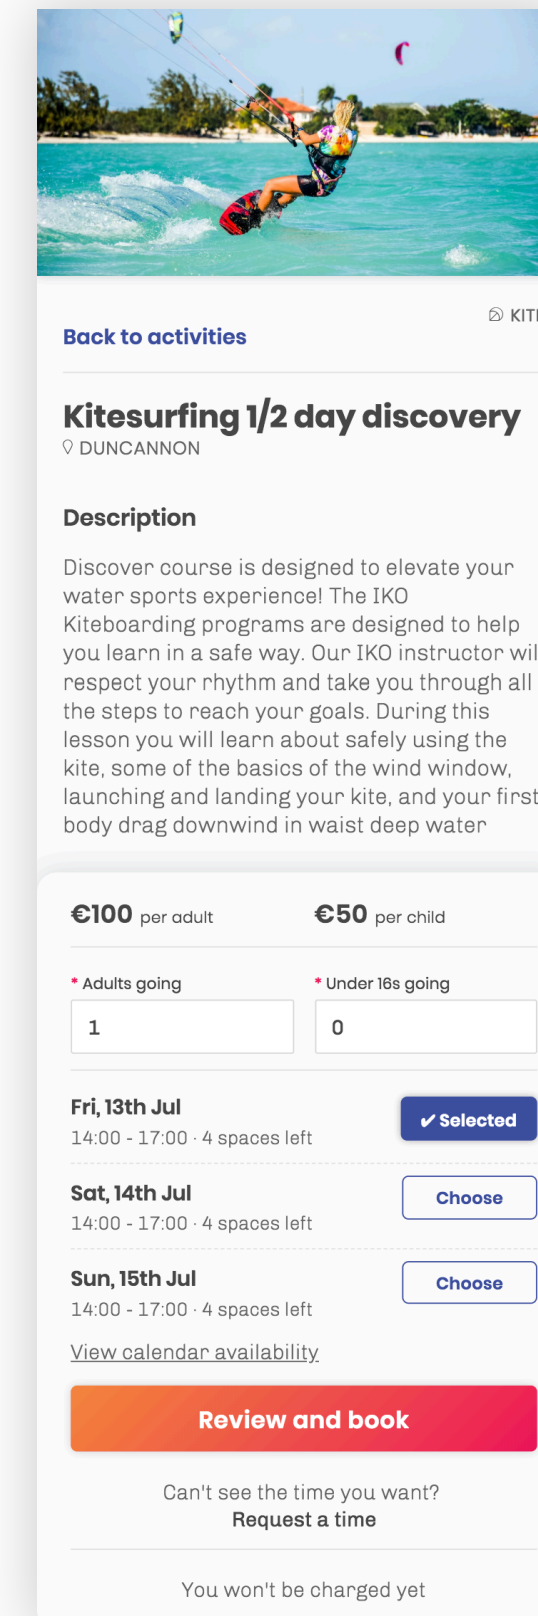 KIT
Back to activities
Kitesurfing 1/2 day discovery
DUNCANNON
Description
Discover course is designed to elevate your
water sports experience! The IKO
Kiteboarding programs are designed to help
you learn in a safe way. Our IKO instructor wil
respect your rhythm and take you through all
the steps to reach your goals. During this
lesson you will learn about safely using the
kite, some of the basics of the wind window,
launching and landing your kite, and your first
body drag downwind in waist deep water
€100 per adult €50 per child
* Adults going * Under 16s going
1 0
Fri, 13th Jul
✔ Selected
14:00 - 17:00 · 4 spaces left
Sat, 14th Jul
Choose
14:00 - 17:00 · 4 spaces left
Sun, 15th Jul
Choose
14:00 - 17:00 · 4 spaces left
View calendar availability
Review and book
Can't see the time you want?
Request a time
You won't be charged yet